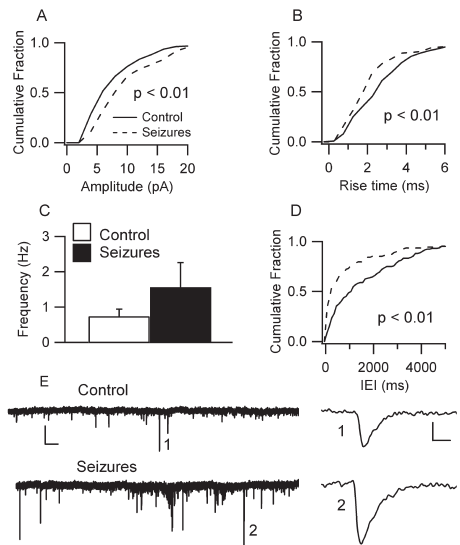 A
Cumulative Fraction
1.0
0.5
0.0
p < 0.01
Control
Seizures
0 5 10 15 20
Amplitude (pA)
B
Cumulative Fraction
1.0
0.5
0.0
p < 0.01
0 2 4 6
Rise time (ms)
C
Frequency (Hz)
3
2
1
0
Control
Seizures
D
Cumulative Fraction
1.0
0.5
0.0
p < 0.01
0 2000 4000
IEI (ms)
E
Control
1
1
Seizures
2
2